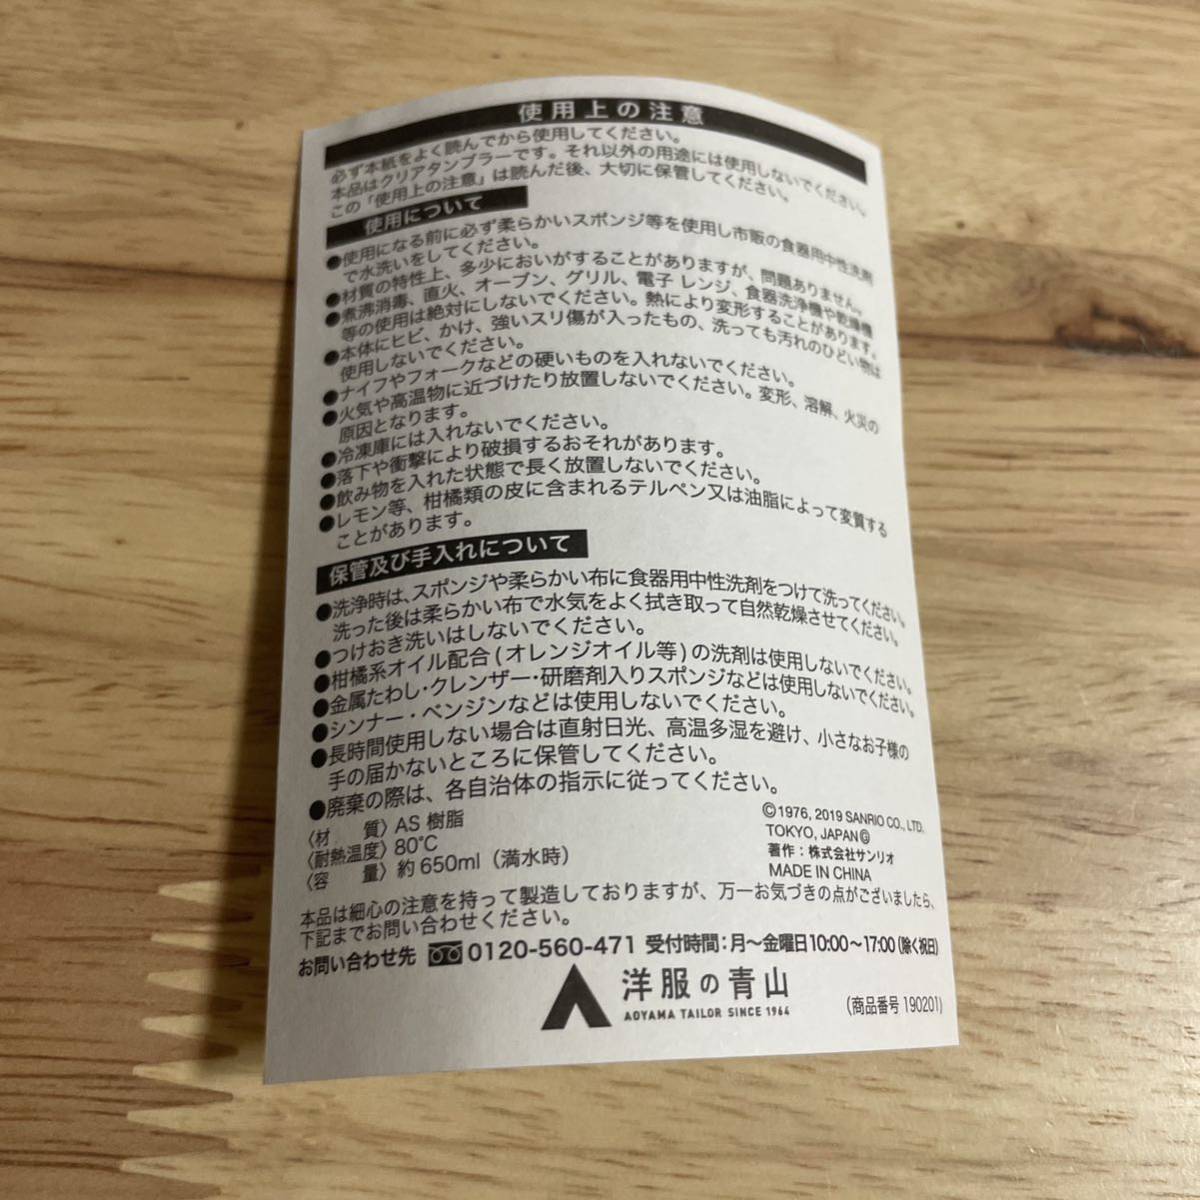 使用上の注意
必ず本紙をよく読んでから使用してください。
本品はクリアタンブラーです。それ以外の用途には使用しないでください。
この「使用上の注意」は読んだ後、大切に保管してください。
使用について
●使用になる前に必ず柔らかいスポンジ等を使用し市販の食器用中性洗剤
で水洗いをしてください。
●材質の特性上、多少においがすることがありますが、問題ありません。
●煮沸消毒、直火、オーブン、グリル、電子レンジ、食器洗浄機や乾燥機
等の使用は絶対にしないでください。熱により変形することがあります。
●本体にヒビ、かけ、強いスリ傷が入ったもの、洗っても汚れのひどい物は
使用しないでください。
●ナイフやフォークなどの硬いものを入れないでください。
●火気や高温物に近づけたり放置しないでください。変形、溶解、火災の
原因となります。
●冷凍庫には入れないでください。
●落下や衝撃により破損するおそれがあります。
●飲み物を入れた状態で長く放置しないでください。
●レモン等、柑橘類の皮に含まれるテルペン又は油脂によって変質する
ことがあります。
保管及び手入れについて
●洗浄時は、スポンジや柔らかい布に食器用中性洗剤をつけて洗ってください。
洗った後は柔らかい布で水気をよく拭き取って自然乾燥させてください。
●つけおき洗いはしないでください。
●柑橘系オイル配合(オレンジオイル等)の洗剤は使用しないでください。
●金属たわし・クレンザー・研磨剤入りスポンジなどは使用しないでください。
●シンナー・ベンジンなどは使用しないでください。
●長時間使用しない場合は直射日光、高温多湿を避け、小さなお子様の
手の届かないところに保管してください。
●廃棄の際は、各自治体の指示に従ってください。
〈材　質〉AS 樹脂
〈耐熱温度〉80℃
〈容　量〉約 650ml（満水時）
©1976, 2019 SANRIO CO., LTD.
TOKYO, JAPAN Ⓖ
著作：株式会社サンリオ
MADE IN CHINA
本品は細心の注意を持って製造しておりますが、万一お気づきの点がございましたら、
下記までお問い合わせください。
お問い合わせ先 0120-560-471 受付時間：月～金曜日10:00～17:00（除く祝日）
洋服の青山
AOYAMA TAILOR SINCE 1964
（商品番号 190201）